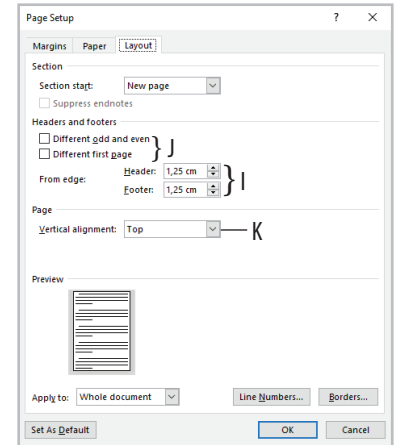 Page Setup ? X
Margins Paper Layout
Section
Section start: New page
Suppress endnotes
Headers and footers
Different odd and even
Different first page
J
From edge:
Header: 1,25 cm
Footer: 1,25 cm
I
Page
Vertical alignment: Top
K
Preview
Apply to: Whole document
Line Numbers... Borders...
Set As Default OK Cancel